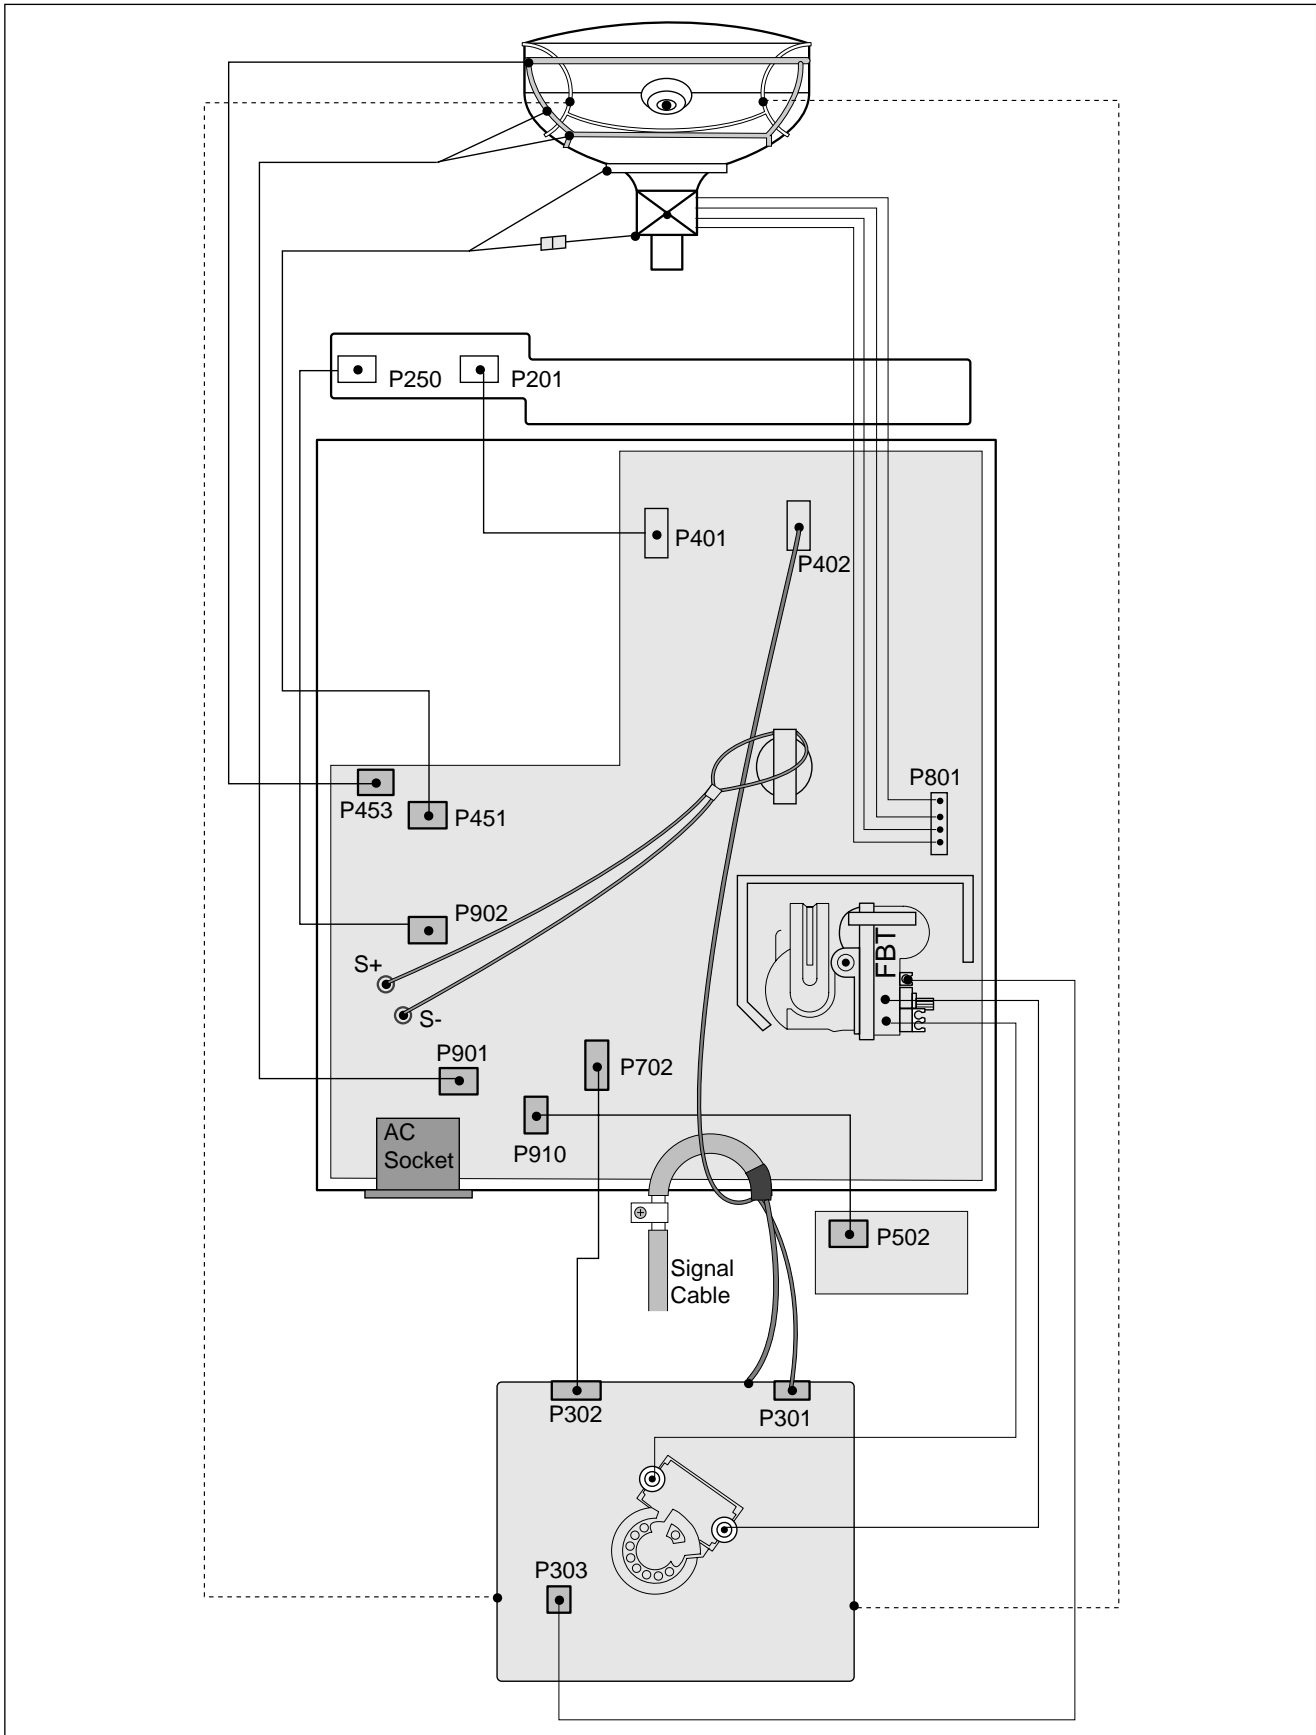 P250
P201
P401
P402
P801
P453
P451
P902
S+
FBT
S-
P901
P702
AC
Socket
P910
P502
Signal
Cable
P302
P301
P303